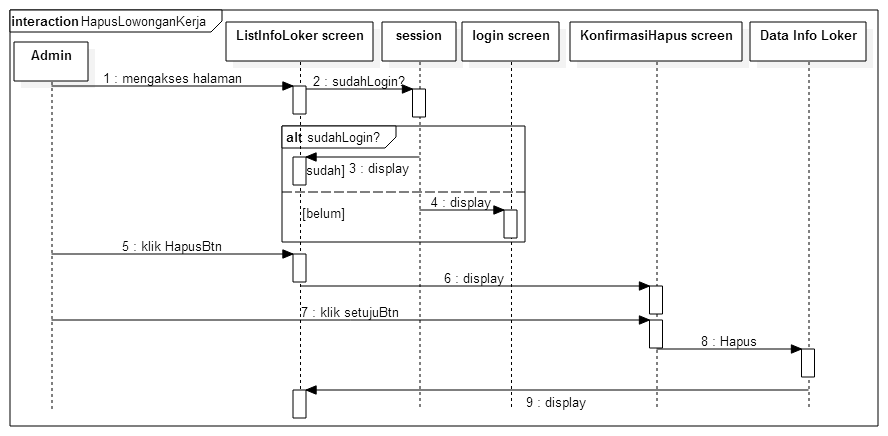 interaction HapusLowonganKerja
Admin
ListInfoLoker screen
session
login screen
KonfirmasiHapus screen
Data Info Loker
1 : mengakses halaman
2 : sudahLogin?
alt sudahLogin?
sudah]
3 : display
4 : display
[belum]
5 : klik HapusBtn
6 : display
7 : klik setujuBtn
8 : Hapus
9 : display